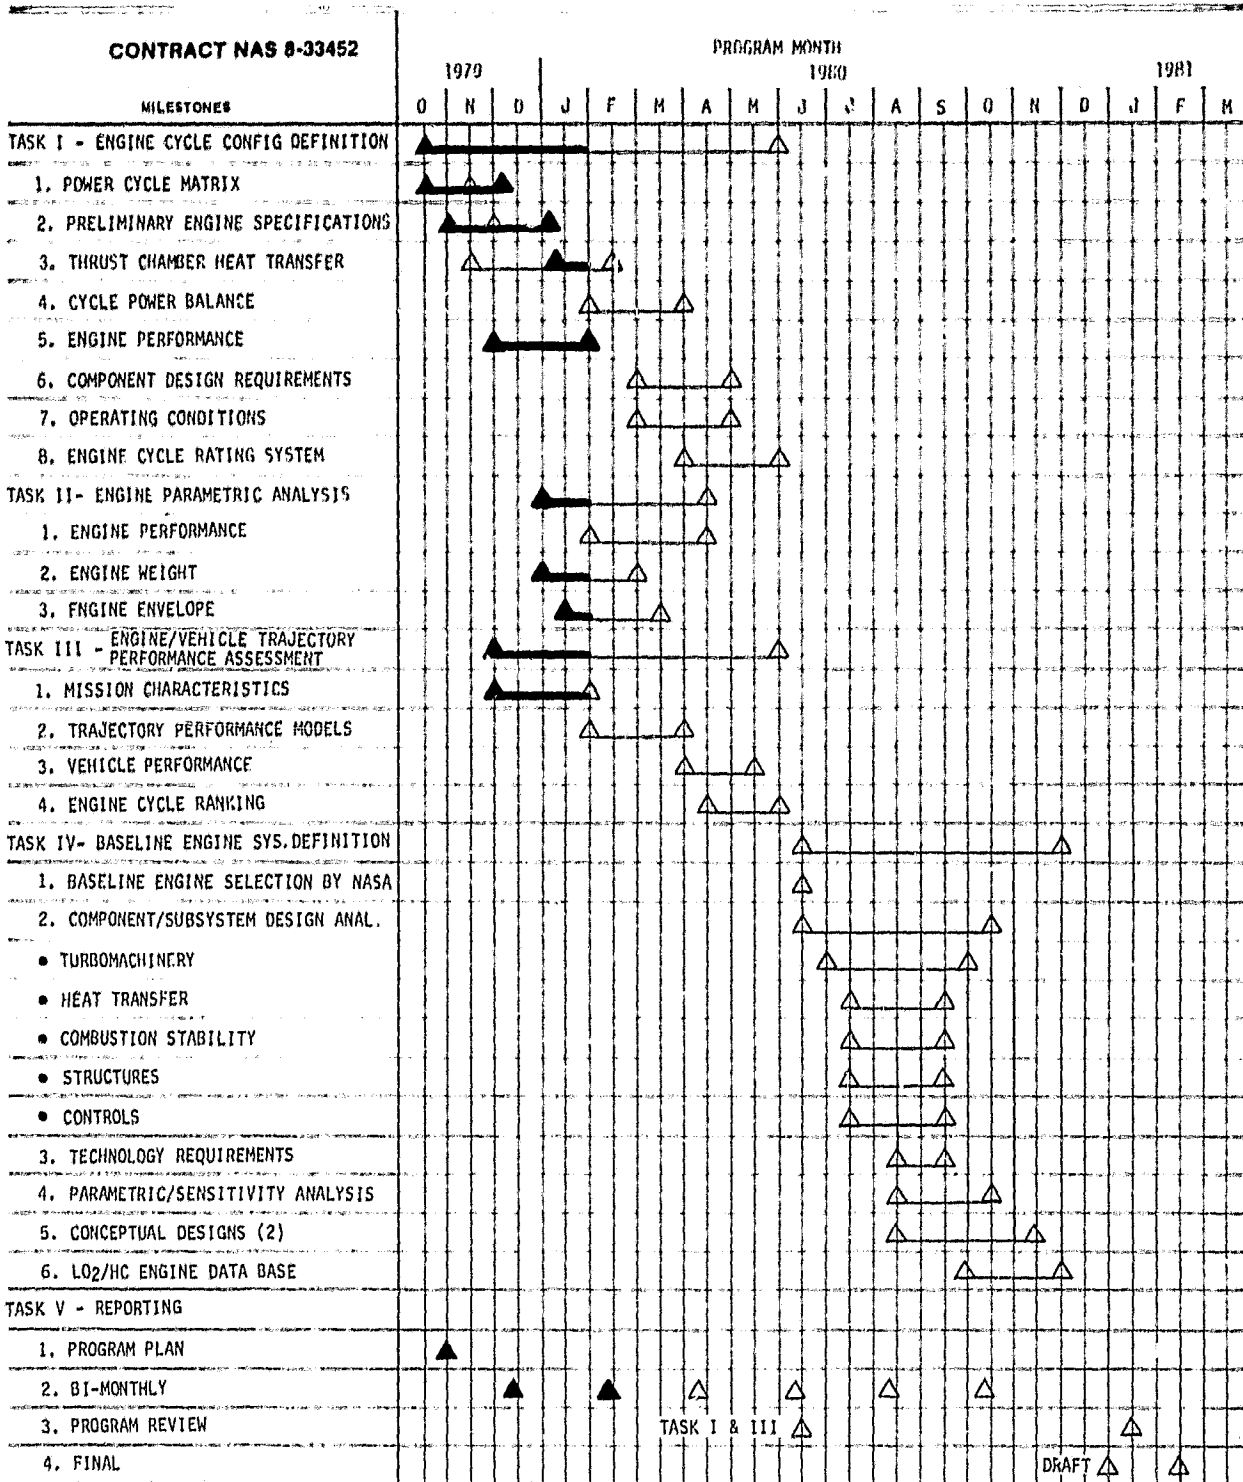 CONTRACT NAS 8-33452
PROGRAM MONTH
1979 1980 1981
MILESTONES O N D J F M A M J J A S O N D J F M
TASK I - ENGINE CYCLE CONFIG DEFINITION
1. POWER CYCLE MATRIX
2. PRELIMINARY ENGINE SPECIFICATIONS
3. THRUST CHAMBER HEAT TRANSFER
4. CYCLE POWER BALANCE
5. ENGINE PERFORMANCE
6. COMPONENT DESIGN REQUIREMENTS
7. OPERATING CONDITIONS
8. ENGINE CYCLE RATING SYSTEM
TASK II- ENGINE PARAMETRIC ANALYSIS
1. ENGINE PERFORMANCE
2. ENGINE WEIGHT
3. ENGINE ENVELOPE
TASK III - ENGINE/VEHICLE TRAJECTORY
PERFORMANCE ASSESSMENT
1. MISSION CHARACTERISTICS
2. TRAJECTORY PERFORMANCE MODELS
3. VEHICLE PERFORMANCE
4. ENGINE CYCLE RANKING
TASK IV- BASELINE ENGINE SYS.DEFINITION
1. BASELINE ENGINE SELECTION BY NASA
2. COMPONENT/SUBSYSTEM DESIGN ANAL.
• TURBOMACHINERY
• HEAT TRANSFER
• COMBUSTION STABILITY
• STRUCTURES
• CONTROLS
3. TECHNOLOGY REQUIREMENTS
4. PARAMETRIC/SENSITIVITY ANALYSIS
5. CONCEPTUAL DESIGNS (2)
6. LO2/HC ENGINE DATA BASE
TASK V - REPORTING
1. PROGRAM PLAN
2. BI-MONTHLY
3. PROGRAM REVIEW TASK I & III
4. FINAL DRAFT